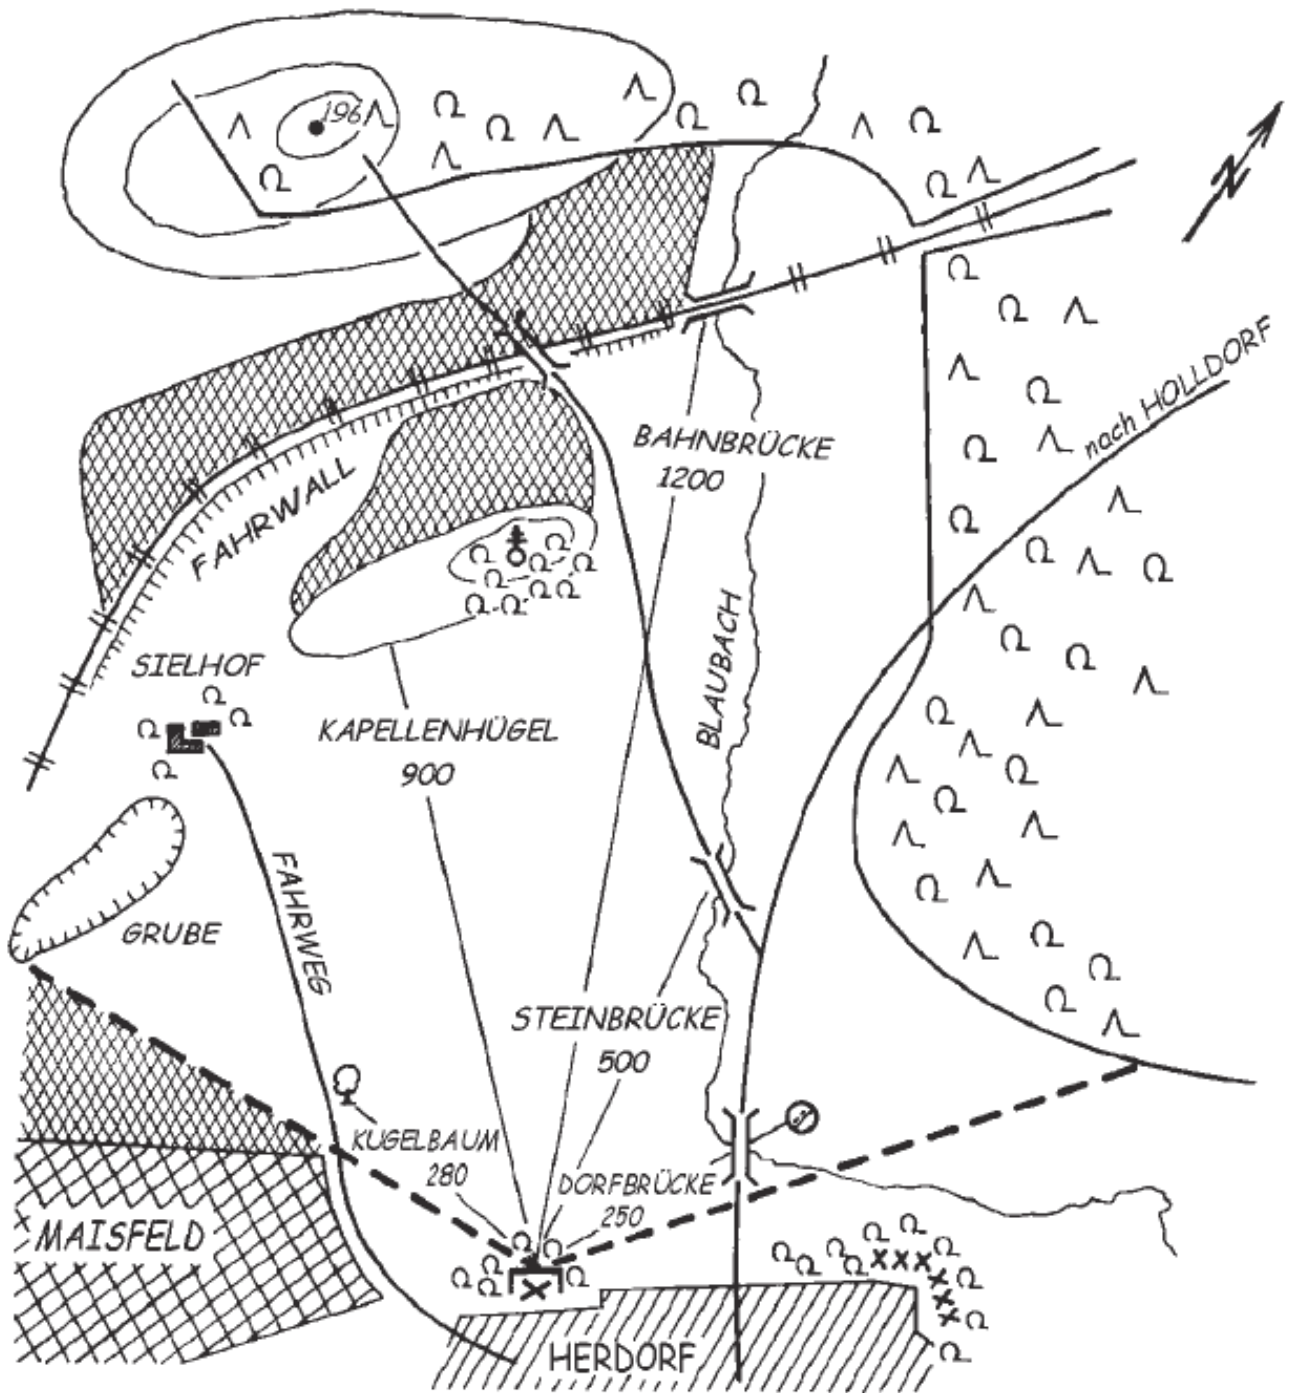 196
N
nach HOLLDORF
BAHNBRÜCKE
1200
FAHRWALL
BLAUBACH
SIELHOF
KAPELLENHÜGEL
900
FAHRWEG
GRUBE
STEINBRÜCKE
500
KUGELBAUM
280
DORFBRÜCKE
250
MAISFELD
HERDORF